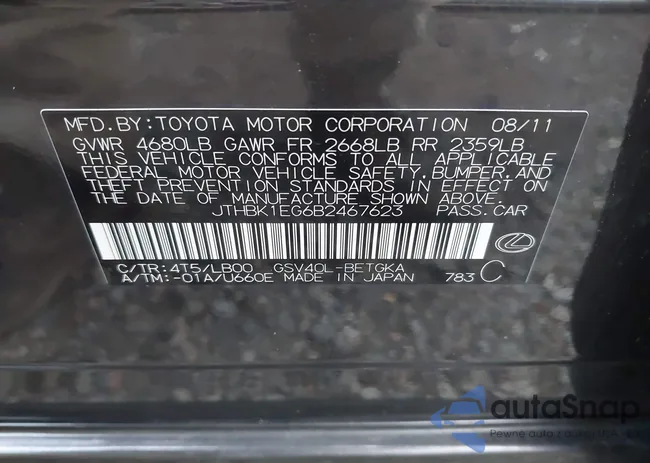 MFD.BY:TOYOTA MOTOR CORPORATION 08/11
GVWR 4680LB GAWR FR 2668LB RR 2359LB
THIS VEHICLE CONFORMS TO ALL APPLICABLE
FEDERAL MOTOR VEHICLE SAFETY,BUMPER,AND
THEFT PREVENTION STANDARDS IN EFFECT ON
THE DATE OF MANUFACTURE SHOWN ABOVE.
JTHBK1EG6B2467623 PASS.CAR
C/TR:4T5/LB00 GSV40L-BETGKA
A/TM:-01A/U660E MADE IN JAPAN 783 C
autaSnap
Pewne auto z